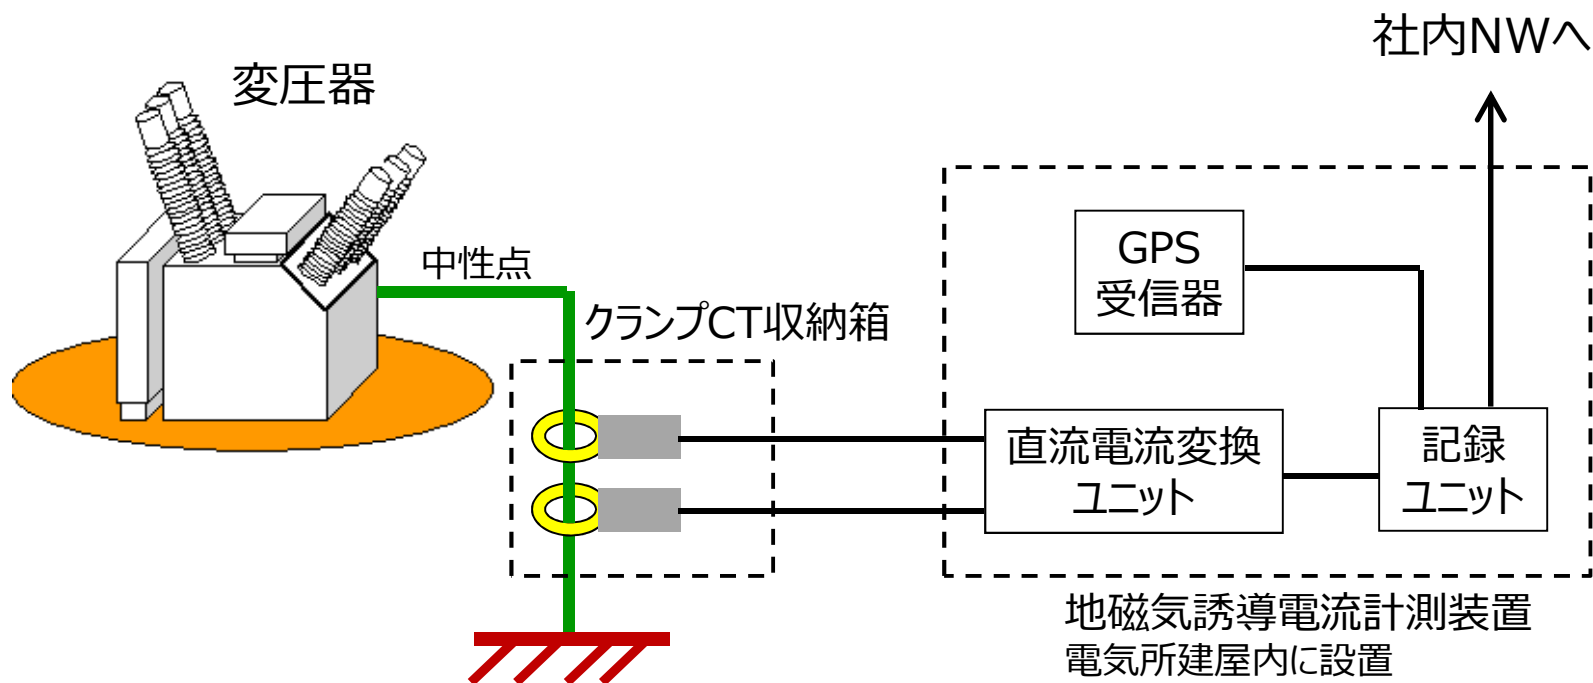 社内NWへ
変圧器
中性点
クランプCT収納箱
GPS
受信器
直流電流変換
ユニット
記録
ユニット
地磁気誘導電流計測装置
電気所建屋内に設置